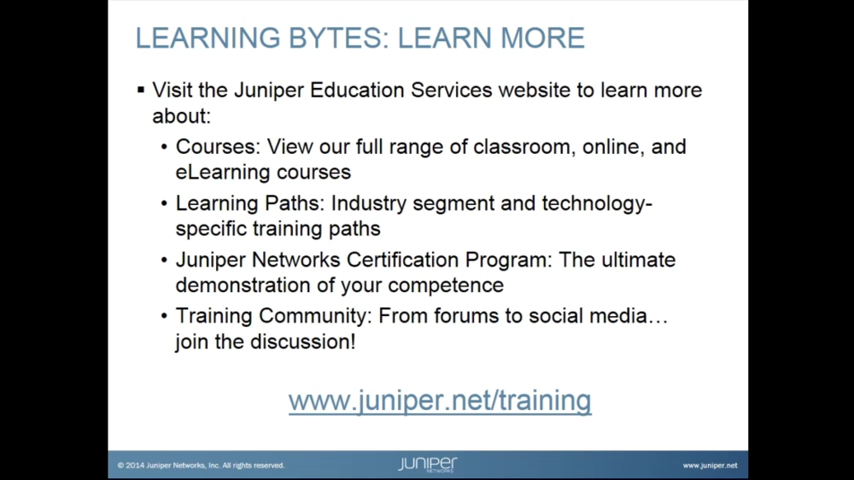 LEARNING BYTES: LEARN MORE
▪ Visit the Juniper Education Services website to learn more
about:
• Courses: View our full range of classroom, online, and
eLearning courses
• Learning Paths: Industry segment and technology-
specific training paths
• Juniper Networks Certification Program: The ultimate
demonstration of your competence
• Training Community: From forums to social media…
join the discussion!
www.juniper.net/training
© 2014 Juniper Networks, Inc. All rights reserved.
JUNIPER
NETWORKS
www.juniper.net